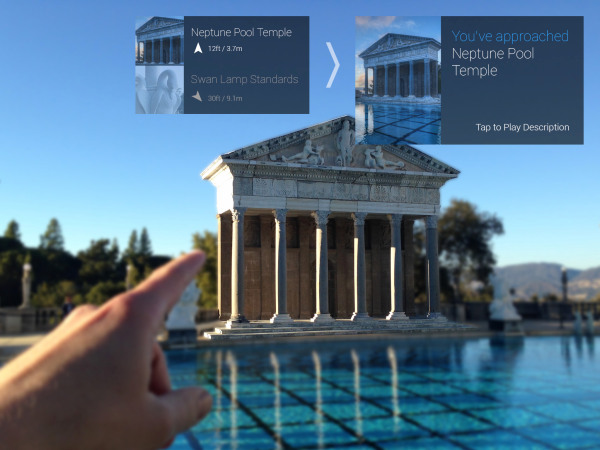 Neptune Pool Temple
12ft / 3.7m
Swan Lamp Standards
30ft / 9.1m
You've approached
Neptune Pool
Temple
Tap to Play Description